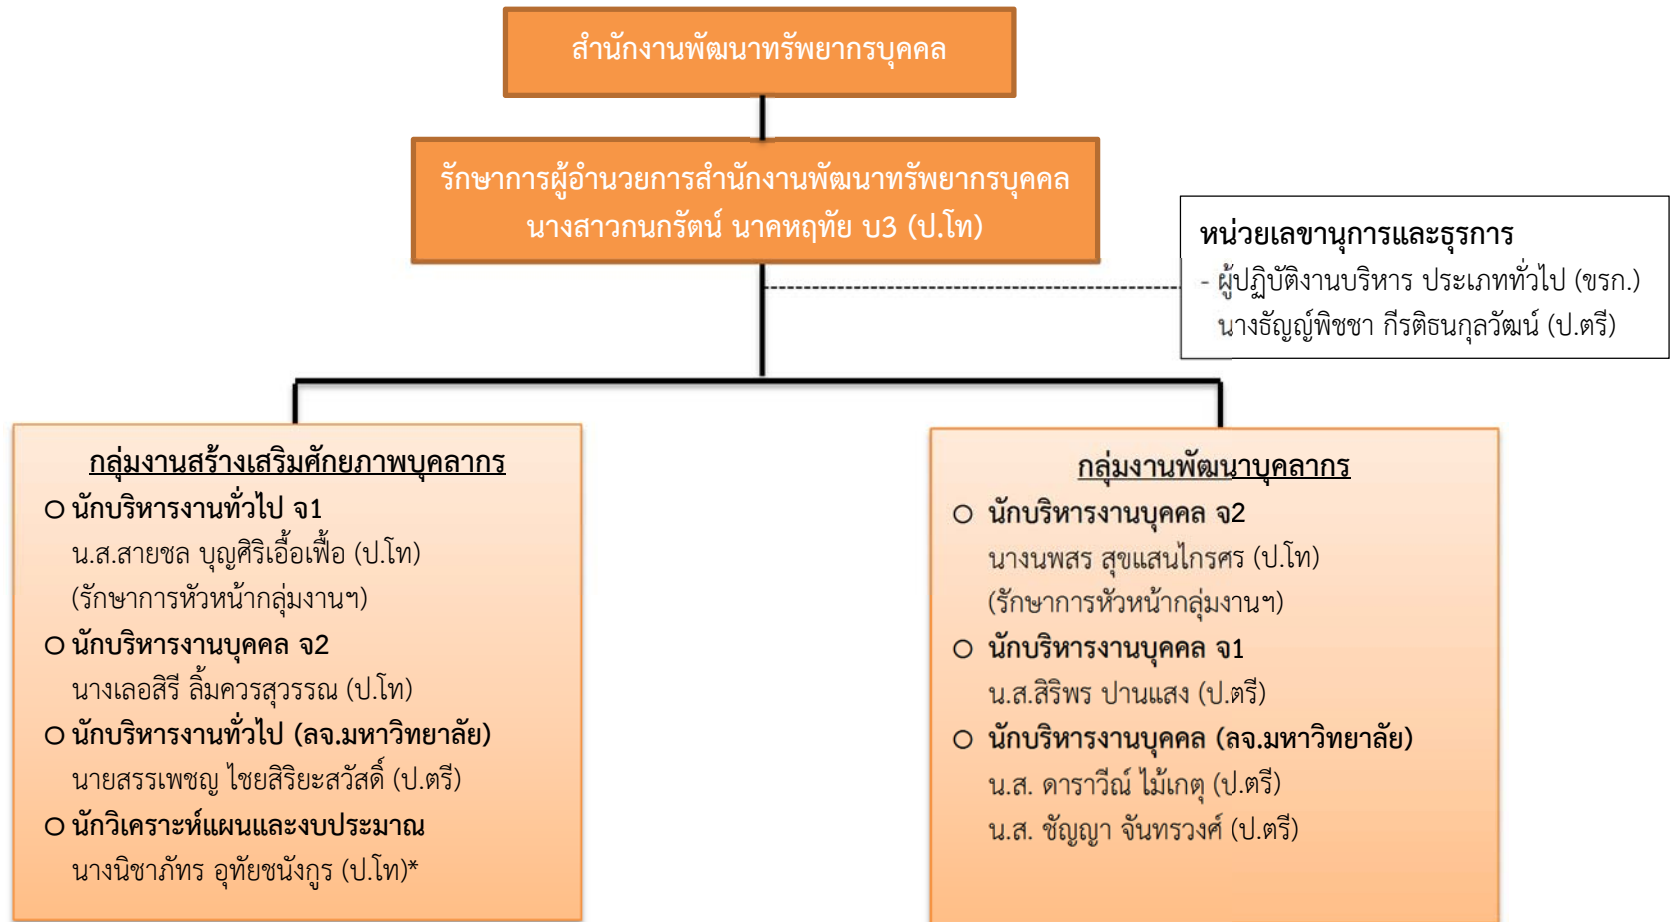 สำนักงานพัฒนาทรัพยากรบุคคล
รักษาการผู้อำนวยการสำนักงานพัฒนาทรัพยากรบุคคล
นางสาวกนกรัตน์ นาคหฤทัย บ3 (ป.โท)
หน่วยเลขานุการและธุรการ
- ผู้ปฏิบัติงานบริหาร ประเภททั่วไป (ขรก.)
นางธัญญ์พิชชา กีรติธนกุลวัฒน์ (ป.ตรี)
กลุ่มงานสร้างเสริมศักยภาพบุคลากร
○ นักบริหารงานทั่วไป จ1
น.ส.สายชล บุญศิริเอื้อเฟื้อ (ป.โท)
(รักษาการหัวหน้ากลุ่มงานฯ)
○ นักบริหารงานบุคคล จ2
นางเลอสิรี ลิ้มควรสุวรรณ (ป.โท)
○ นักบริหารงานทั่วไป (ลจ.มหาวิทยาลัย)
นายสรรเพชญ ไชยสิริยะสวัสดิ์ (ป.ตรี)
○ นักวิเคราะห์แผนและงบประมาณ
นางนิชาภัทร อุทัยชนังกูร (ป.โท)*
กลุ่มงานพัฒนาบุคลากร
○ นักบริหารงานบุคคล จ2
นางนพสร สุขแสนไกรศร (ป.โท)
(รักษาการหัวหน้ากลุ่มงานฯ)
○ นักบริหารงานบุคคล จ1
น.ส.สิริพร ปานแสง (ป.ตรี)
○ นักบริหารงานบุคคล (ลจ.มหาวิทยาลัย)
น.ส. ดาราวีณ์ ไม้เกตุ (ป.ตรี)
น.ส. ชัญญา จันทรวงศ์ (ป.ตรี)